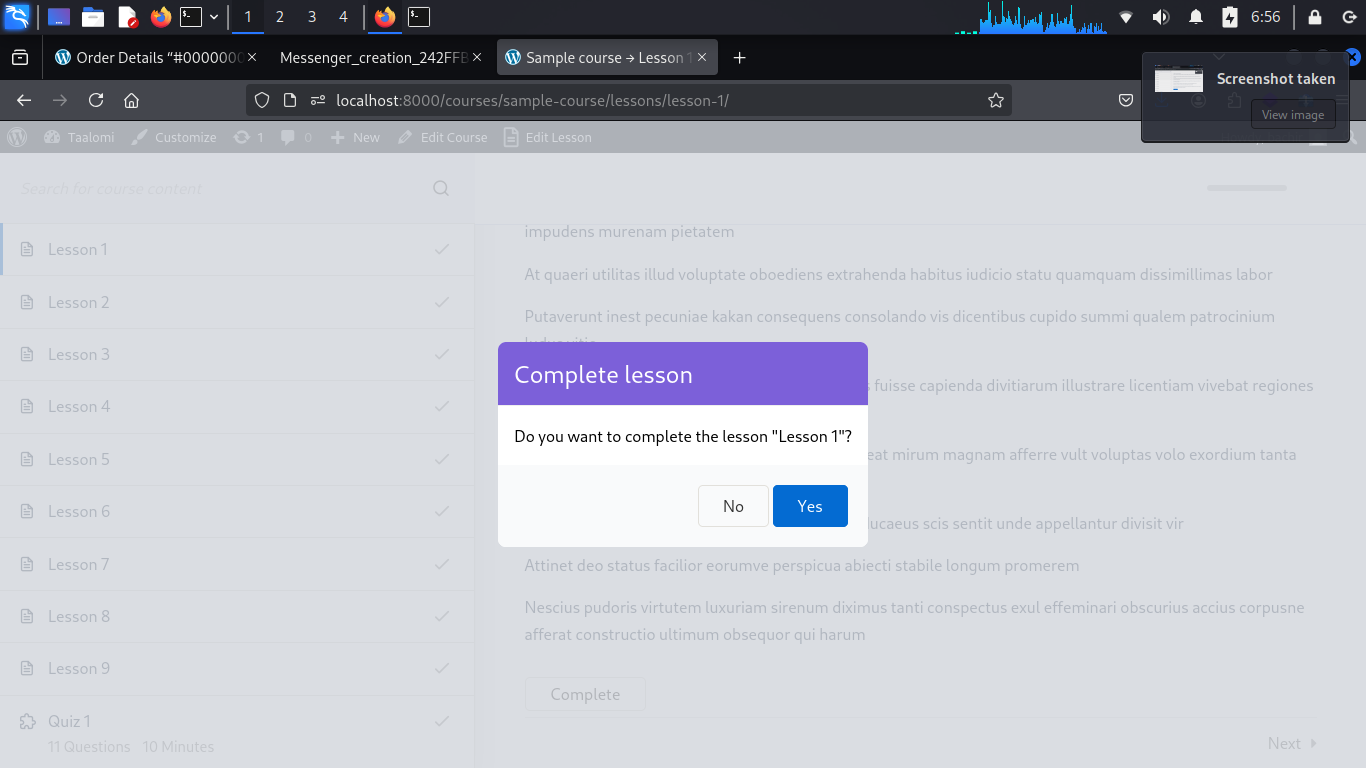 1
2
3
4
6:56
Order Details “#0000000
Messenger_creation_242FFB
Sample course → Lesson 1
localhost:8000/courses/sample-course/lessons/lesson-1/
Screenshot taken
View image
Taalomi
Customize
1
0
New
Edit Course
Edit Lesson
Search for course content
Lesson 1
Lesson 2
Lesson 3
Lesson 4
Lesson 5
Lesson 6
Lesson 7
Lesson 8
Lesson 9
Quiz 1
11 Questions 10 Minutes
impudens murenam pietatem
At quaeri utilitas illud voluptate oboediens extrahenda habitus iudicio statu quamquam dissimillimas labor
Putaverunt inest pecuniae kakan consequens consolando vis dicentibus cupido summi qualem patrocinium
fuisse capienda divitiarum illustrare licentiam vivebat regiones
mirum magnam afferre vult voluptas volo exordium tanta
scis sentit unde appellantur divisit vir
Attinet deo status facilior eorumve perspicua abiecti stabile longum promerem
Nescius pudoris virtutem luxuriam sirenum diximus tanti conspectus exul effeminari obscurius accius corpusne
afferat constructio ultimum obsequor qui harum
Complete
Next
Complete lesson
Do you want to complete the lesson "Lesson 1"?
No
Yes